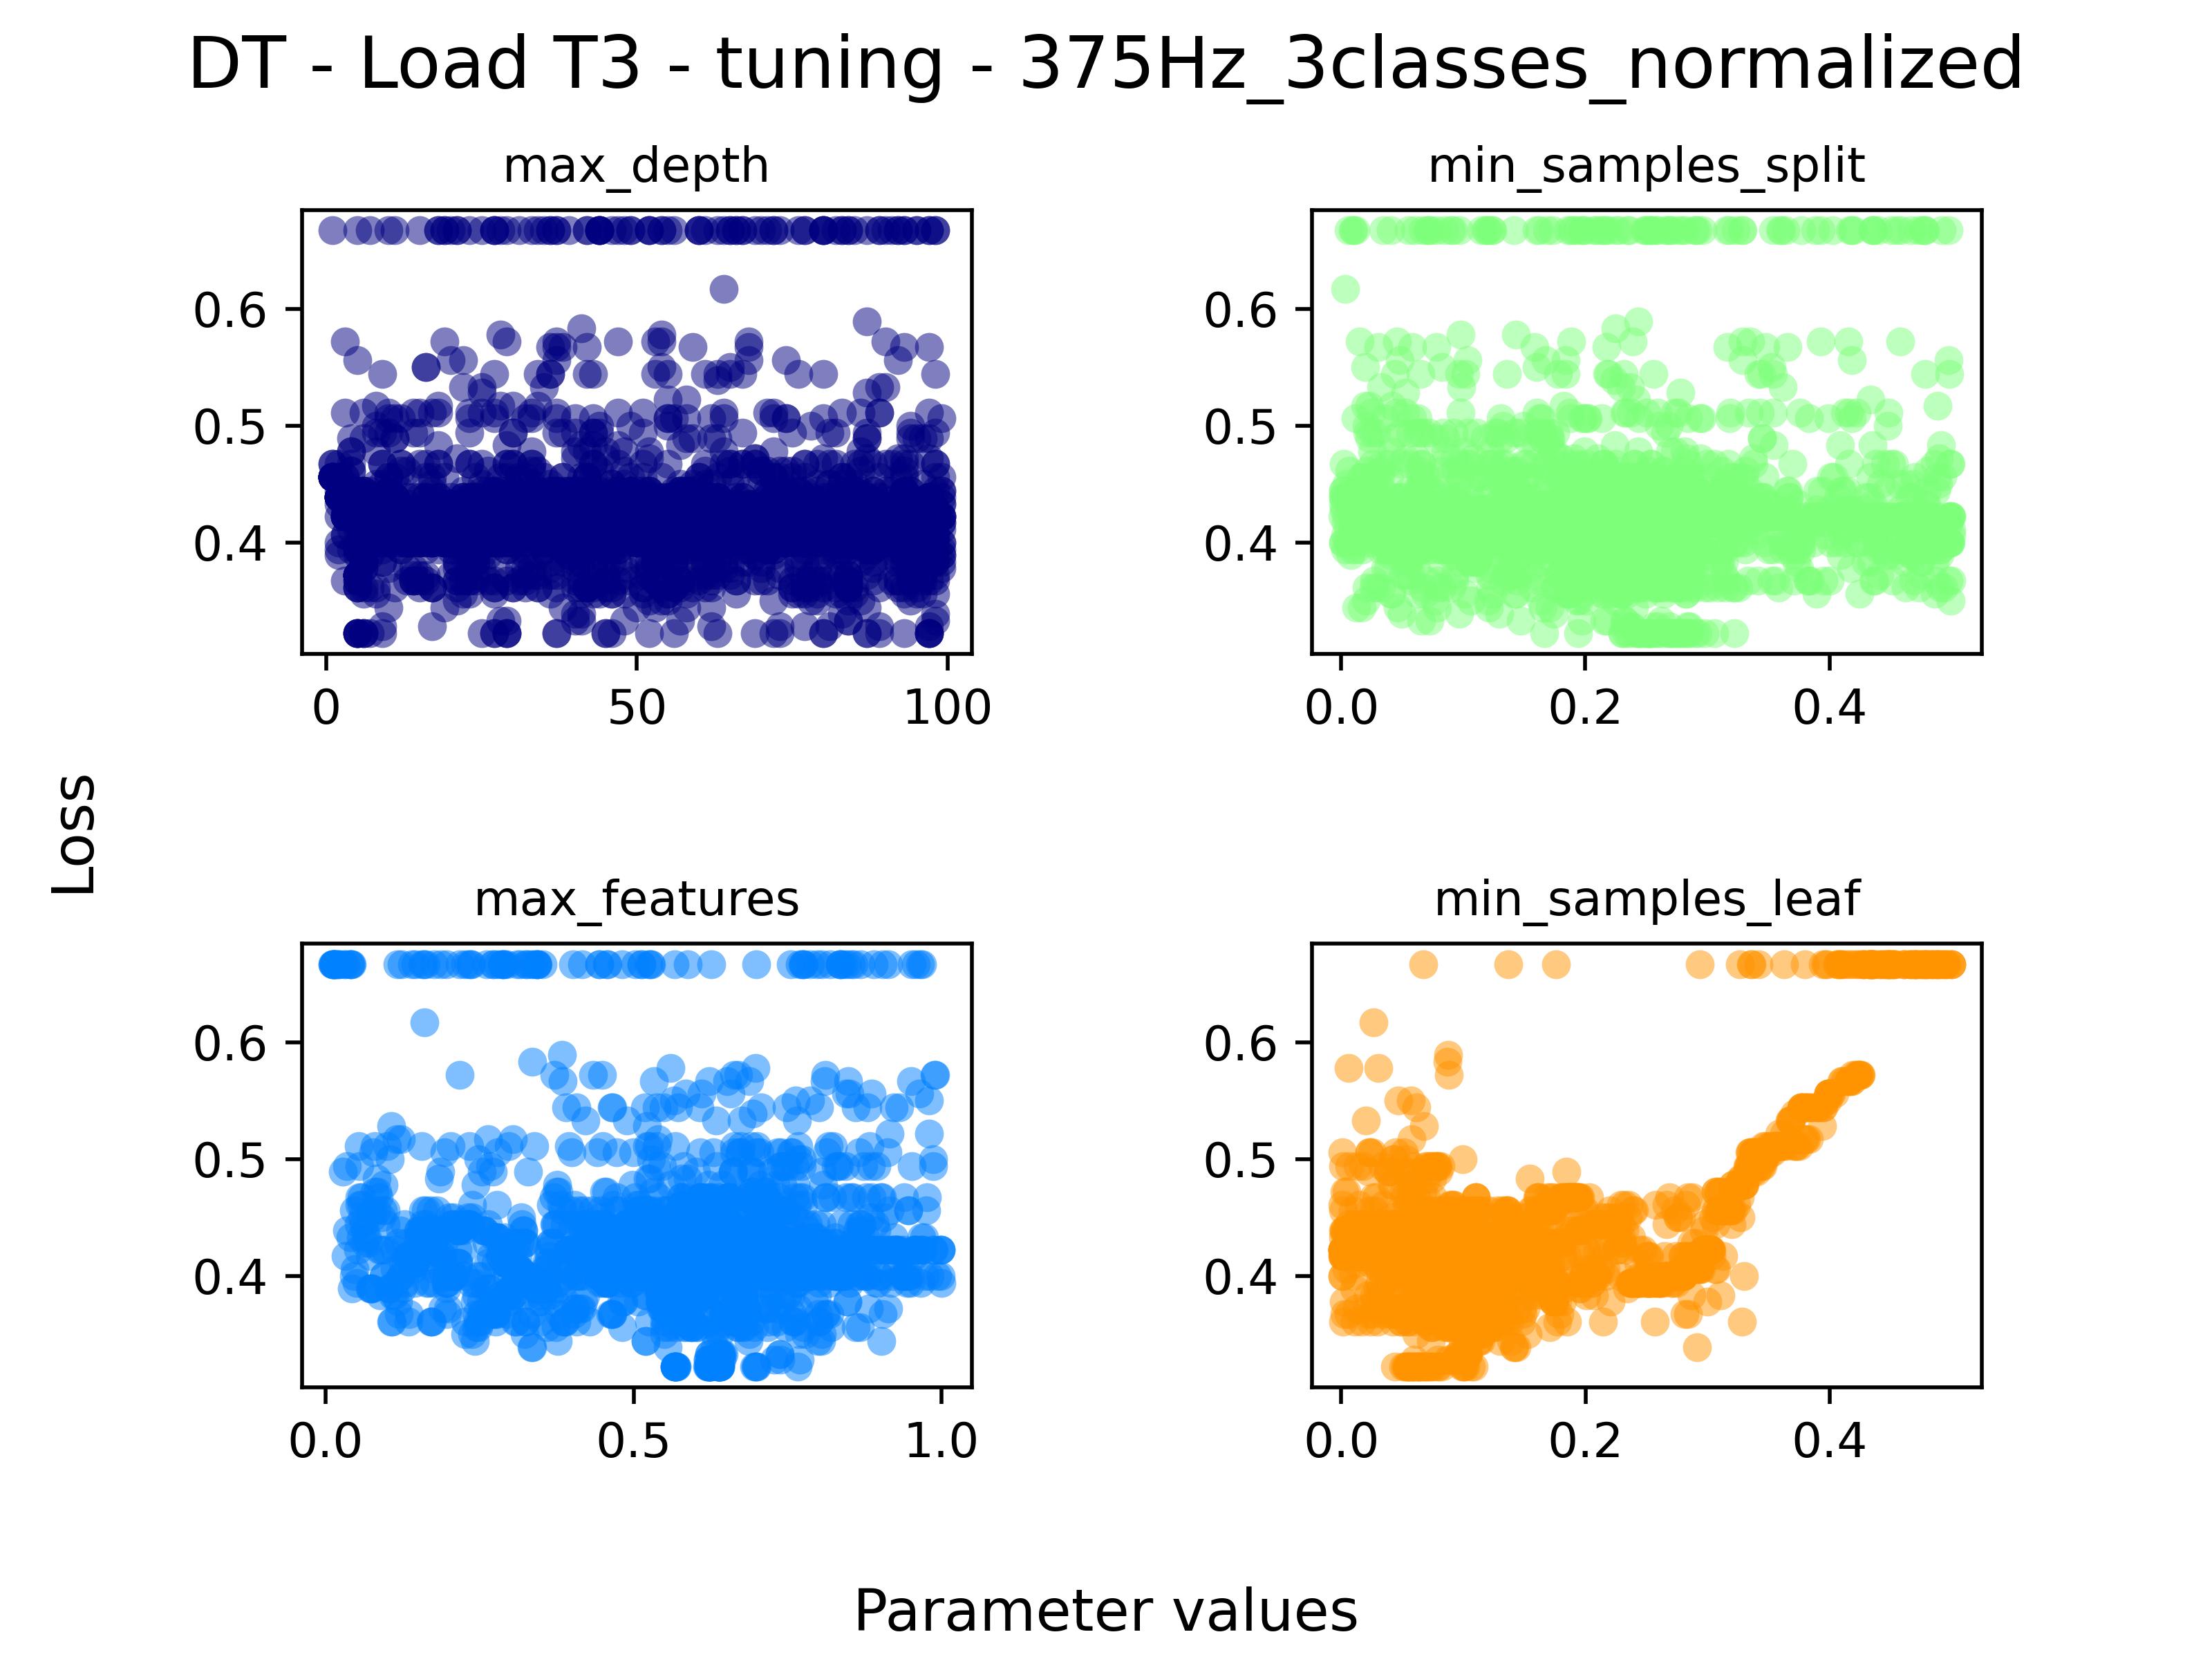 DT - Load T3 - tuning - 375Hz_3classes_normalized
max_depth
0.6
0.5
0.4
0 50 100
min_samples_split
0.6
0.5
0.4
0.0 0.2 0.4
Loss
max_features
0.6
0.5
0.4
0.0 0.5 1.0
min_samples_leaf
0.6
0.5
0.4
0.0 0.2 0.4
Parameter values